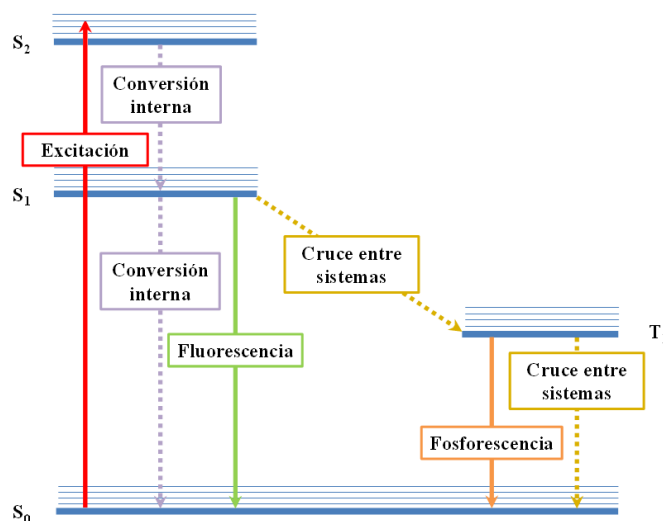 S2
Conversión
interna
Excitación
S1
Conversión
interna
Cruce entre
sistemas
Fluorescencia
T
Cruce entre
sistemas
Fosforescencia
S0